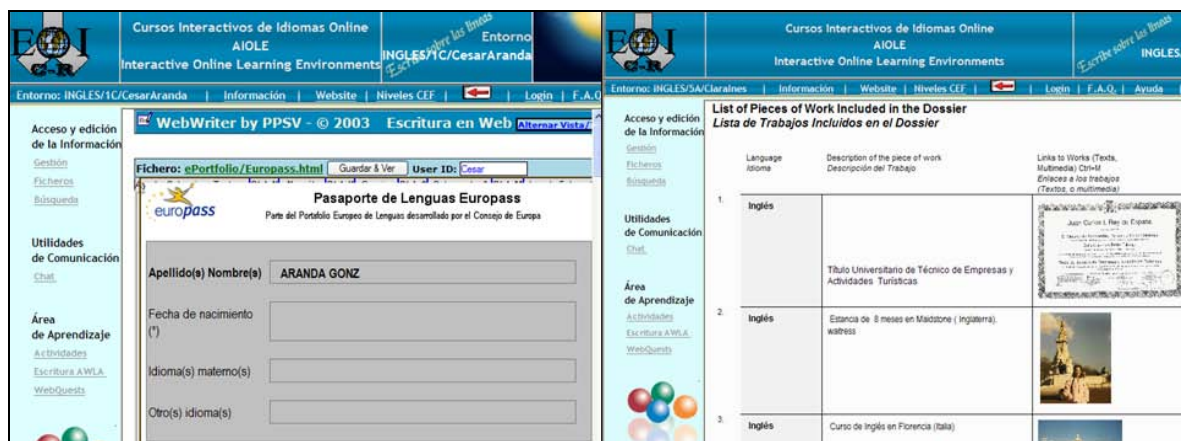 EOI
C-R
Cursos Interactivos de Idiomas Online
AIOLE
Interactive Online Learning Environments
Escribe sobre las líneas
Entorno
INGLES/1C/CesarAranda
Entorno: INGLES/1C/CesarAranda | Información | Website | Niveles CEF | | Login | F.A.Q
Acceso y edición
de la Información
Gestión
Ficheros
Búsqueda
Utilidades
de Comunicación
Chat
Área
de Aprendizaje
Actividades
Escritura AWLA
WebQuests
WebWriter by PPSV - © 2003 Escritura en Web Alternar Vista/
Fichero: ePortfolio/Europass.html Guardar & Ver User ID: Cesar
europass
Pasaporte de Lenguas Europass
Parte del Portafolio Europeo de Lenguas desarrollado por el Consejo de Europa
Apellido(s) Nombre(s) ARANDA GONZ
Fecha de nacimiento
(*)
Idioma(s) materno(s)
Otro(s) idioma(s)
EOI
C-R
Cursos Interactivos de Idiomas Online
AIOLE
Interactive Online Learning Environments
Escribe sobre las líneas
INGLES
Entorno: INGLES/5A/ClaraInes | Información | Website | Niveles CEF | | Login | F.A.Q. | Ayuda |
Acceso y edición
de la Información
Gestión
Ficheros
Búsqueda
Utilidades
de Comunicación
Chat
Área
de Aprendizaje
Actividades
Escritura AWLA
WebQuests
List of Pieces of Work Included in the Dossier
Lista de Trabajos Incluidos en el Dossier
Language
Idioma
Description of the piece of work
Descripción del Trabajo
Links to Works (Texts,
Multimedia) Ctrl+M
Enlaces a los trabajos
(Textos, o multimedia)
1.
Inglés
Título Universitario de Técnico de Empresas y
Actividades Turísticas
Juan Carlos I, Rey de España
2.
Inglés
Estancia de 8 meses en Maidstone ( Inglaterra).
waitress
3.
Inglés
Curso de Inglés en Florencia (Italia)